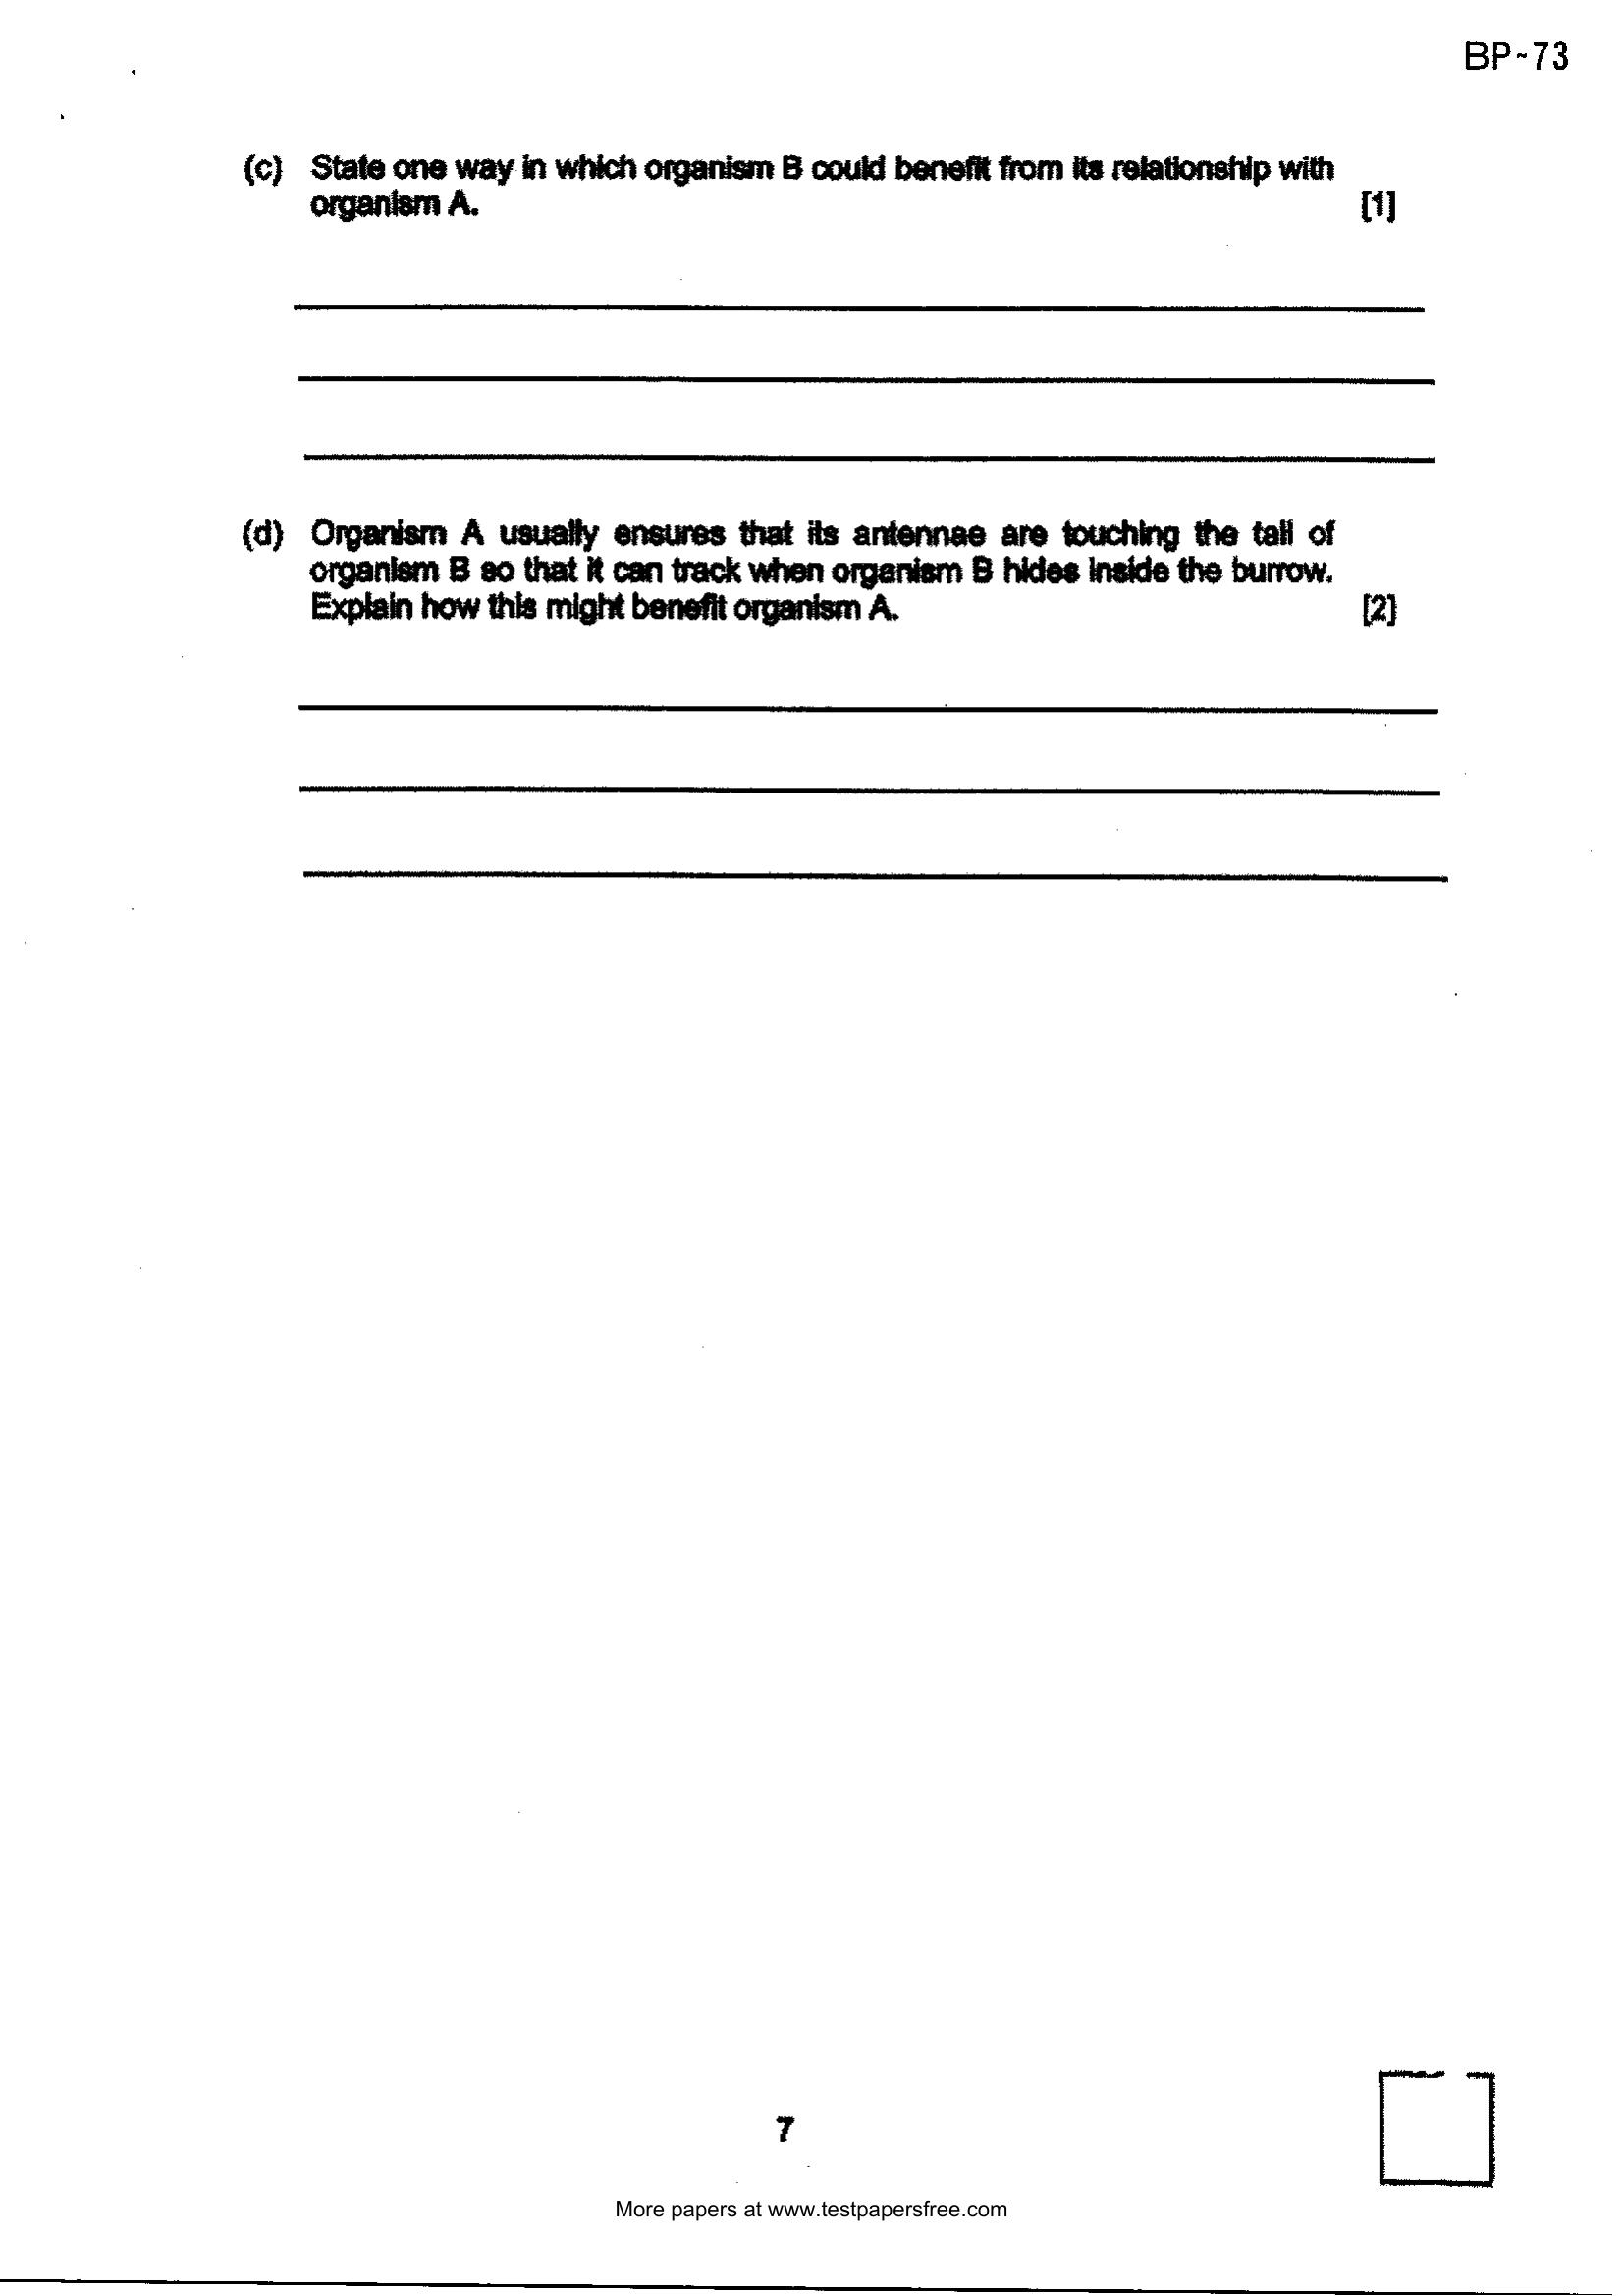 BP~73
(c) State one way in which organism B could benefit from its relationship with
organism A. [1]
(d) Organism A usually ensures that its antennae are touching the tail of
organism B so that it can track when organism B hides inside the burrow.
Explain how this might benefit organism A. [2]
7
More papers at www.testpapersfree.com